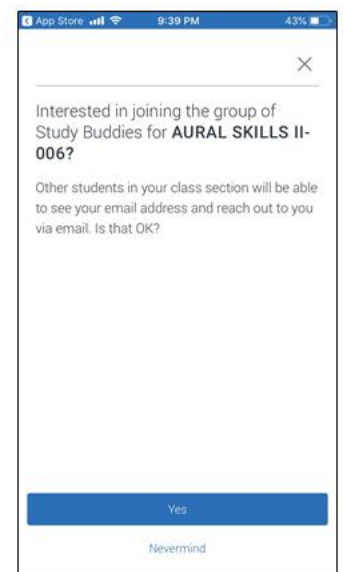 App Store 9:39 PM 43%
Interested in joining the group of
Study Buddies for AURAL SKILLS II-
006?
Other students in your class section will be able
to see your email address and reach out to you
via email. Is that OK?
Yes
Nevermind